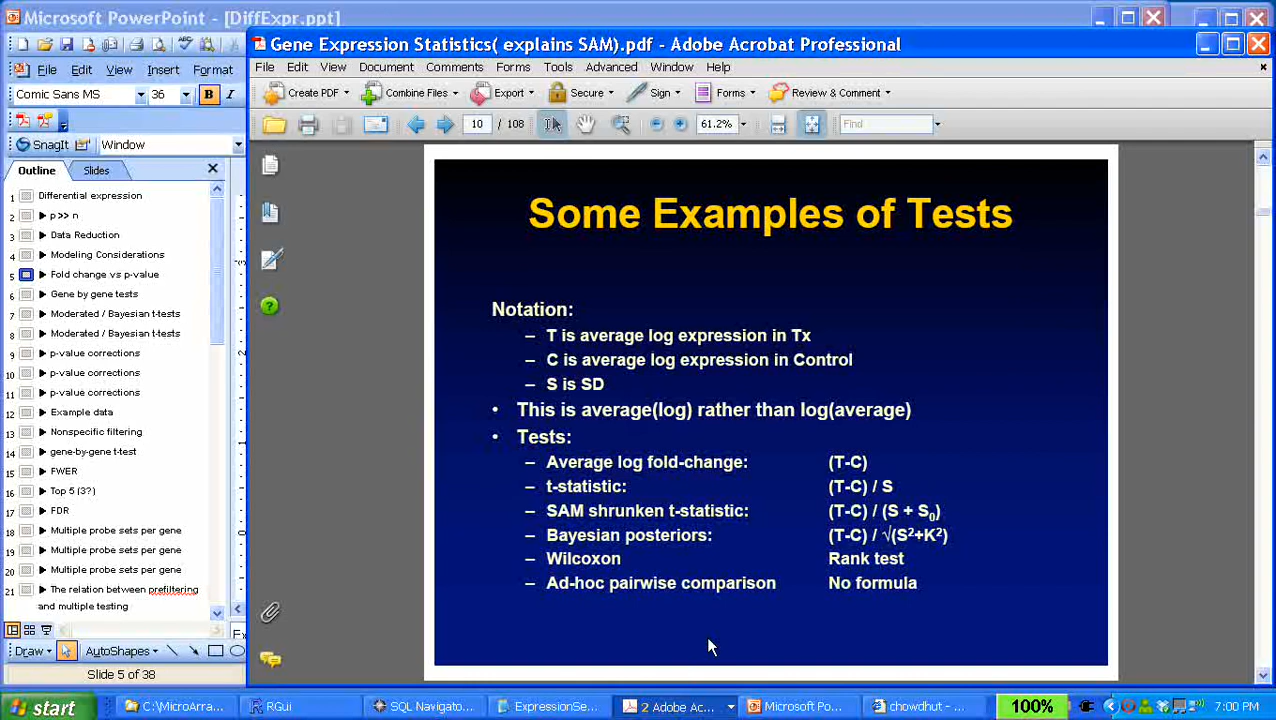 Microsoft PowerPoint - [DiffExpr.ppt]
Gene Expression Statistics( explains SAM).pdf - Adobe Acrobat Professional
File Edit View Insert Format
File Edit View Document Comments Forms Tools Advanced Window Help
Comic Sans MS 36 B I
Create PDF Combine Files Export Secure Sign Forms Review & Comment
10 / 108 61.2% Find
SnagIt Window
Outline Slides
1 Differential expression
2 p >> n
3 Data Reduction
4 Modeling Considerations
5 Fold change vs p-value
6 Gene by gene tests
7 Moderated / Bayesian t-tests
8 Moderated / Bayesian t-tests
9 p-value corrections
10 p-value corrections
11 p-value corrections
12 Example data
13 Nonspecific filtering
14 gene-by-gene t-test
15 FWER
16 Top 5 (3?)
17 FDR
18 Multiple probe sets per gene
19 Multiple probe sets per gene
20 Multiple probe sets per gene
21 The relation between prefiltering
and multiple testing
Draw AutoShapes
Slide 5 of 38
Some Examples of Tests
Notation:
– T is average log expression in Tx
– C is average log expression in Control
– S is SD
• This is average(log) rather than log(average)
• Tests:
– Average log fold-change: (T-C)
– t-statistic: (T-C) / S
– SAM shrunken t-statistic: (T-C) / (S + S₀)
– Bayesian posteriors: (T-C) / √(S²+K²)
– Wilcoxon Rank test
– Ad-hoc pairwise comparison No formula
start C:\MicroArra... RGui SQL Navigato... ExpressionSe... 2 Adobe Ac... Microsoft Po... chowdhut - ... 100% 7:00 PM